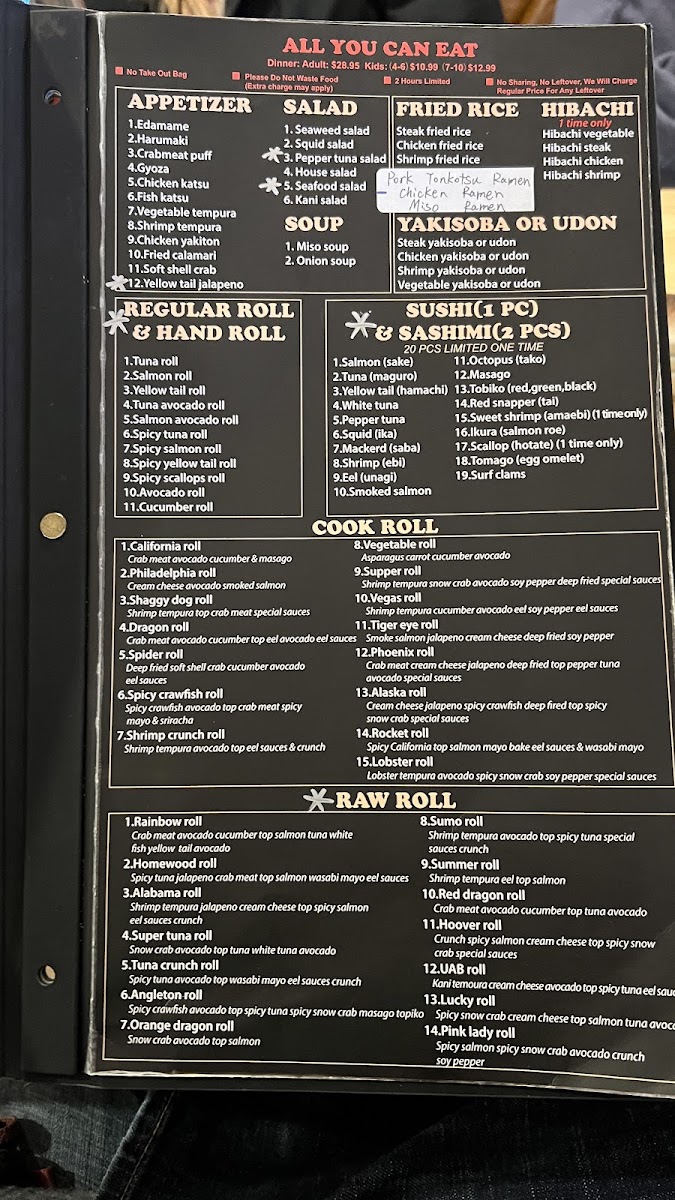 ALL YOU CAN EAT
Dinner: Adult: $28.95 Kids: (4-6) $10.99 (7-10) $12.99
No Take Out Bag
Please Do Not Waste Food
(Extra charge may apply)
2 Hours Limited
No Sharing, No Leftover, We Will Charge
Regular Price For Any Leftover
APPETIZER
1.Edamame
2.Harumaki
3.Crabmeat puff
4.Gyoza
5.Chicken katsu
6.Fish katsu
7.Vegetable tempura
8.Shrimp tempura
9.Chicken yakiton
10.Fried calamari
11.Soft shell crab
12.Yellow tail jalapeno
SALAD
1. Seaweed salad
2. Squid salad
3. Pepper tuna salad
4. House salad
5. Seafood salad
6. Kani salad
SOUP
1. Miso soup
2. Onion soup
FRIED RICE
Steak fried rice
Chicken fried rice
Shrimp fried rice
HIBACHI
1 time only
Hibachi vegetable
Hibachi steak
Hibachi chicken
Hibachi shrimp
Pork Tonkotsu Ramen
Chicken Ramen
Miso Ramen
YAKISOBA OR UDON
Steak yakisoba or udon
Chicken yakisoba or udon
Shrimp yakisoba or udon
Vegetable yakisoba or udon
REGULAR ROLL
& HAND ROLL
1.Tuna roll
2.Salmon roll
3.Yellow tail roll
4.Tuna avocado roll
5.Salmon avocado roll
6.Spicy tuna roll
7.Spicy salmon roll
8.Spicy yellow tail roll
9.Spicy scallops roll
10.Avocado roll
11.Cucumber roll
SUSHI(1 PC)
& SASHIMI(2 PCS)
20 PCS LIMITED ONE TIME
1.Salmon (sake)
2.Tuna (maguro)
3.Yellow tail (hamachi)
4.White tuna
5.Pepper tuna
6.Squid (ika)
7.Mackerd (saba)
8.Shrimp (ebi)
9.Eel (unagi)
10.Smoked salmon
11.Octopus (tako)
12.Masago
13.Tobiko (red,green,black)
14.Red snapper (tai)
15.Sweet shrimp (amaebi) (1 time only)
16.Ikura (salmon roe)
17.Scallop (hotate) (1 time only)
18.Tomago (egg omelet)
19.Surf clams
COOK ROLL
1.California roll
Crab meat avocado cucumber & masago
2.Philadelphia roll
Cream cheese avocado smoked salmon
3.Shaggy dog roll
Shrimp tempura top crab meat special sauces
4.Dragon roll
Crab meat avocado cucumber top eel avocado eel sauces
5.Spider roll
Deep fried soft shell crab cucumber avocado
eel sauces
6.Spicy crawfish roll
Spicy crawfish avocado top crab meat spicy
mayo & sriracha
7.Shrimp crunch roll
Shrimp tempura avocado top eel sauces & crunch
8.Vegetable roll
Asparagus carrot cucumber avocado
9.Supper roll
Shrimp tempura snow crab avocado soy pepper deep fried special sauces
10.Vegas roll
Shrimp tempura cucumber avocado eel soy pepper eel sauces
11.Tiger eye roll
Smoke salmon jalapeno cream cheese deep fried soy pepper
12.Phoenix roll
Crab meat cream cheese jalapeno deep fried top pepper tuna
avocado special sauces
13.Alaska roll
Cream cheese jalapeno spicy crawfish deep fired top spicy
snow crab special sauces
14.Rocket roll
Spicy California top salmon mayo bake eel sauces & wasabi mayo
15.Lobster roll
Lobster tempura avocado spicy snow crab soy pepper special sauces
RAW ROLL
1.Rainbow roll
Crab meat avocado cucumber top salmon tuna white
fish yellow tail avocado
2.Homewood roll
Spicy tuna jalapeno crab meat top salmon wasabi mayo eel sauces
3.Alabama roll
Shrimp tempura jalapeno cream cheese top spicy salmon
eel sauces crunch
4.Super tuna roll
Snow crab avocado top tuna white tuna avocado
5.Tuna crunch roll
Spicy tuna avocado top wasabi mayo eel sauces crunch
6.Angleton roll
Spicy crawfish avocado top spicy tuna spicy snow crab masago topiko
7.Orange dragon roll
Snow crab avocado top salmon
8.Sumo roll
Shrimp tempura avocado top spicy tuna special
sauces crunch
9.Summer roll
Shrimp tempura eel top salmon
10.Red dragon roll
Crab meat avocado cucumber top tuna avocado
11.Hoover roll
Crunch spicy salmon cream cheese top spicy snow
crab special sauces
12.UAB roll
Kani temoura cream cheese avocado top spicy tuna eel sau
13.Lucky roll
Spicy snow crab cream cheese top salmon tuna avoc
14.Pink lady roll
Spicy salmon spicy snow crab avocado crunch
soy pepper